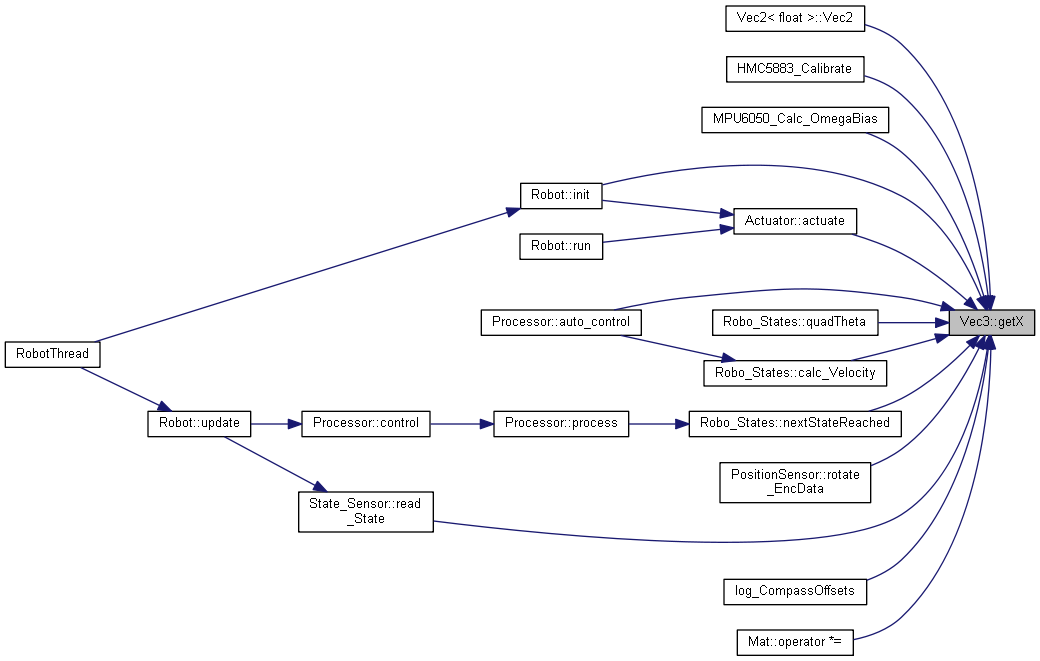 Vec2< float >::Vec2
HMC5883_Calibrate
MPU6050_Calc_OmegaBias
Robot::init
Actuator::actuate
Robot::run
Processor::auto_control
Robo_States::quadTheta
Vec3::getX
RobotThread
Robo_States::calc_Velocity
Robot::update
Processor::control
Processor::process
Robo_States::nextStateReached
PositionSensor::rotate
_EncData
State_Sensor::read
_State
log_CompassOffsets
Mat::operator *=